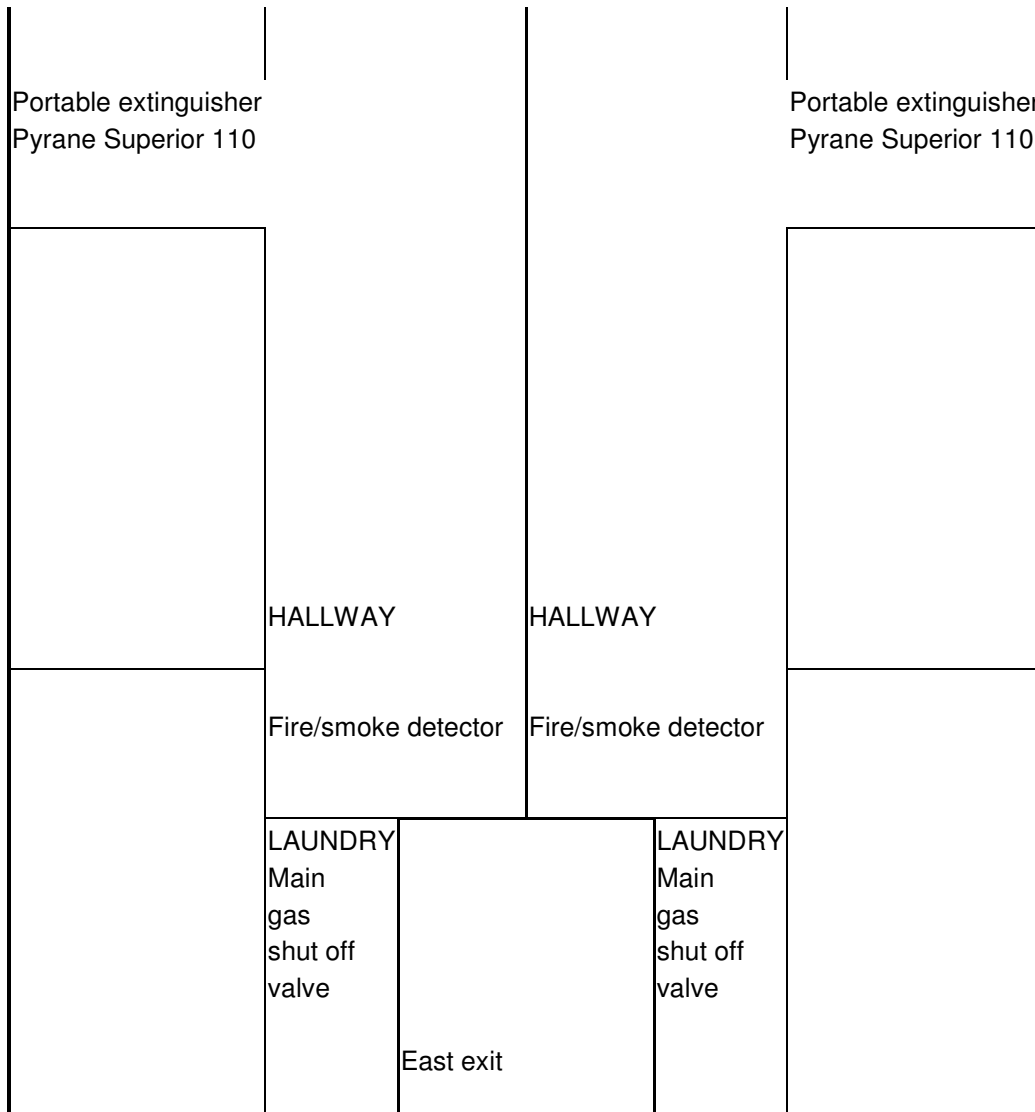 Portable extinguisher
Pyrane Superior 110
Portable extinguisher
Pyrane Superior 110
HALLWAY
HALLWAY
Fire/smoke detector
Fire/smoke detector
LAUNDRY
Main
gas
shut off
valve
LAUNDRY
Main
gas
shut off
valve
East exit